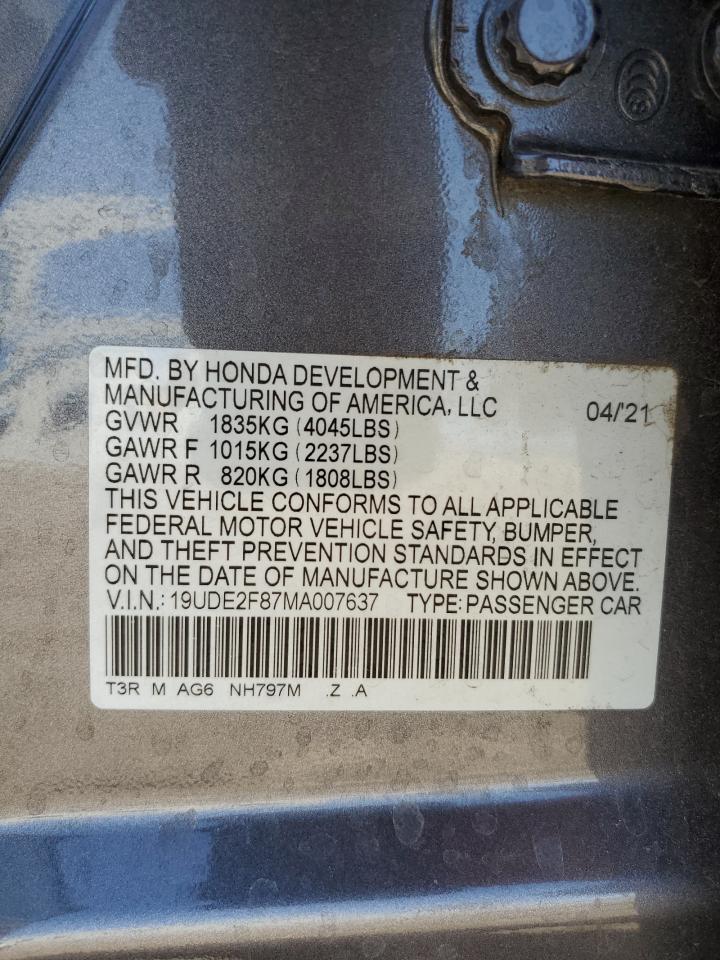 MFD. BY HONDA DEVELOPMENT &
MANUFACTURING OF AMERICA, LLC 04/'21
GVWR 1835KG (4045LBS)
GAWR F 1015KG (2237LBS)
GAWR R 820KG (1808LBS)
THIS VEHICLE CONFORMS TO ALL APPLICABLE
FEDERAL MOTOR VEHICLE SAFETY, BUMPER,
AND THEFT PREVENTION STANDARDS IN EFFECT
ON THE DATE OF MANUFACTURE SHOWN ABOVE.
V.I.N.: 19UDE2F87MA007637 TYPE: PASSENGER CAR
T3R M AG6 NH797M .Z .A